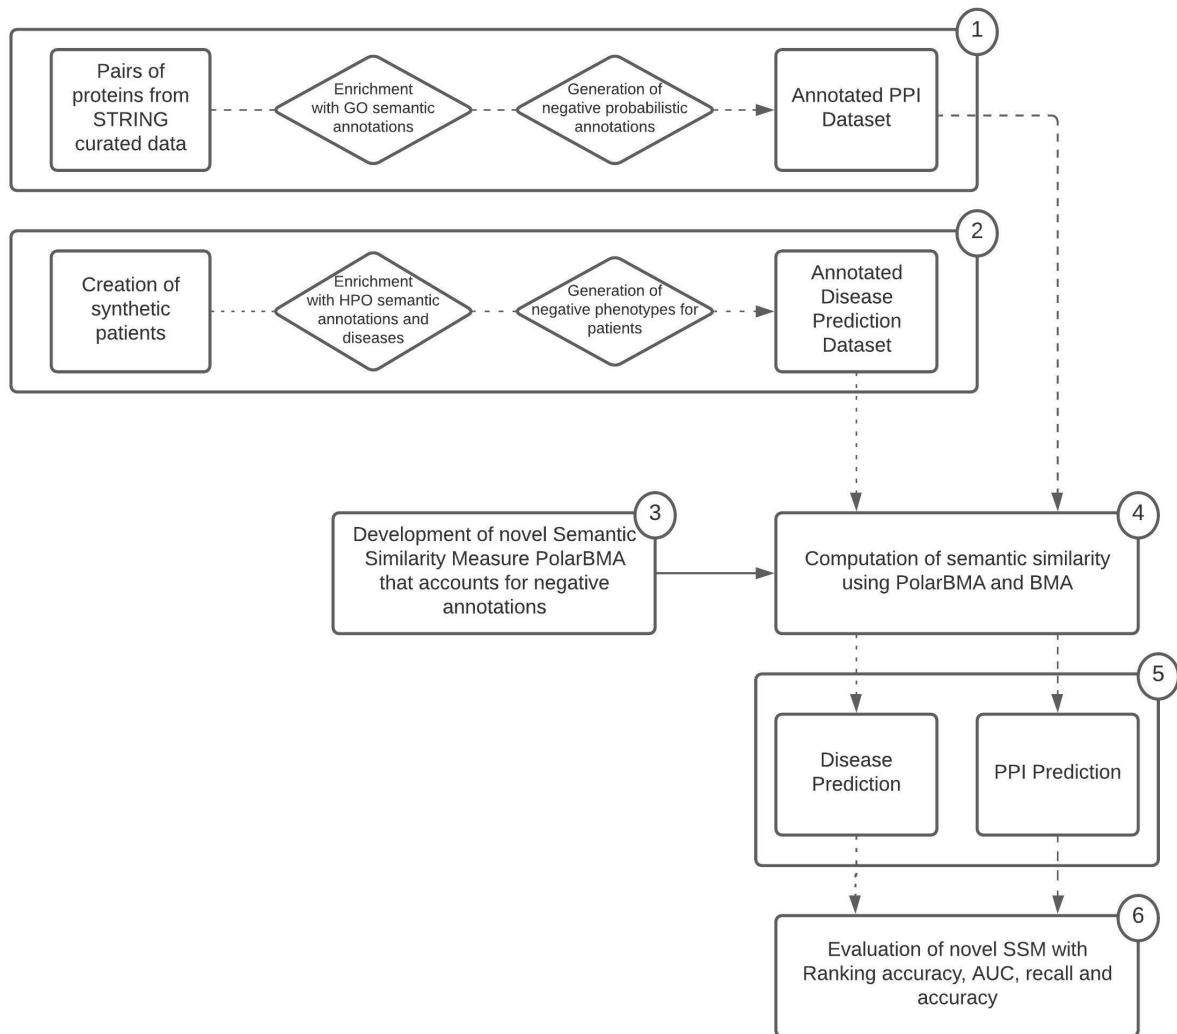 1
Pairs of
proteins from
STRING
curated data
Enrichment
with GO semantic
annotations
Generation of
negative probabilistic
annotations
Annotated PPI
Dataset
2
Creation of
synthetic
patients
Enrichment
with HPO semantic
annotations and
diseases
Generation of
negative phenotypes for
patients
Annotated
Disease
Prediction
Dataset
3
Development of novel Semantic
Similarity Measure PolarBMA
that accounts for negative
annotations
4
Computation of semantic similarity
using PolarBMA and BMA
5
Disease
Prediction
PPI Prediction
6
Evaluation of novel SSM with
Ranking accuracy, AUC, recall and
accuracy